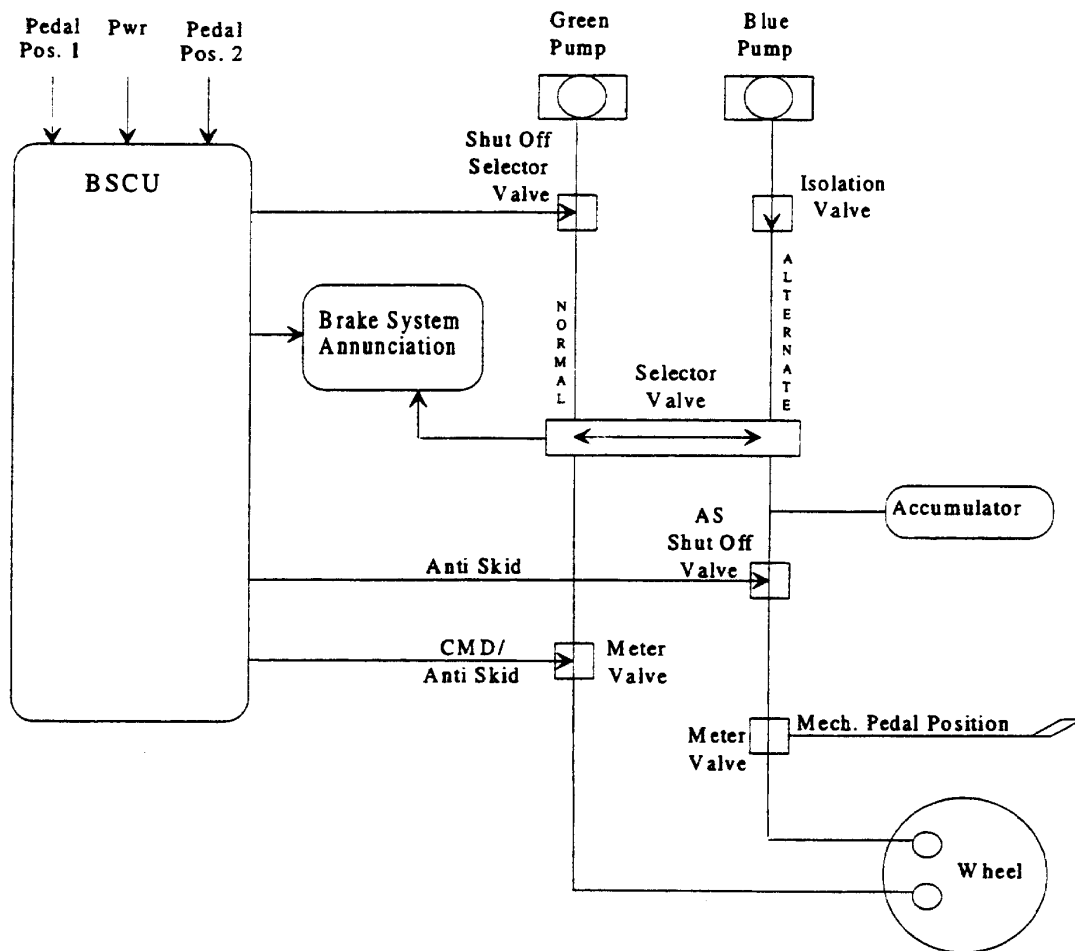 Pedal
Pos. 1
Pwr
Pedal
Pos. 2
Green
Pump
Blue
Pump
BSCU
Shut Off
Selector
Valve
Isolation
Valve
Brake System
Annunciation
NORMAL
ALTERNATE
Selector
Valve
Accumulator
AS
Shut Off
Valve
Anti Skid
CMD/
Anti Skid
Meter
Valve
Mech. Pedal Position
Meter
Valve
Wheel